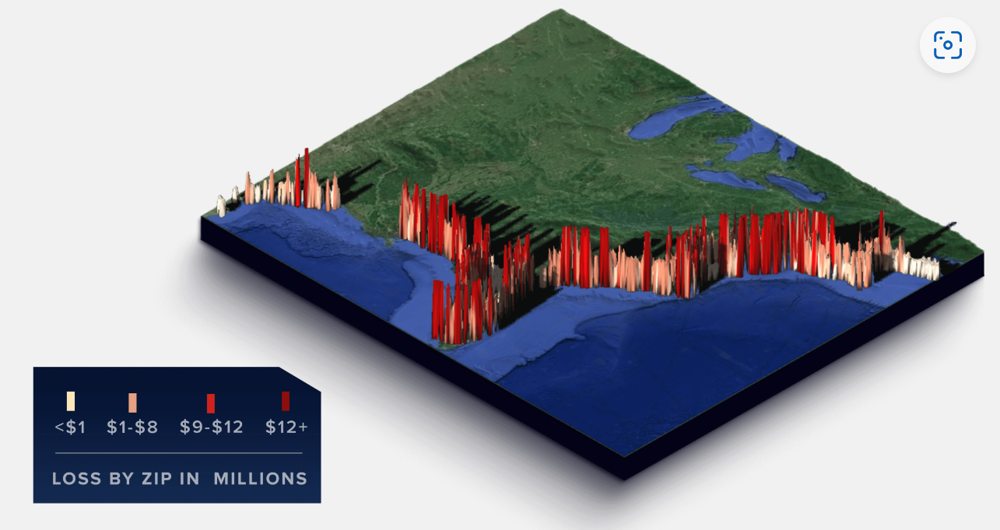 <$1 $1-$8 $9-$12 $12+
LOSS BY ZIP IN MILLIONS